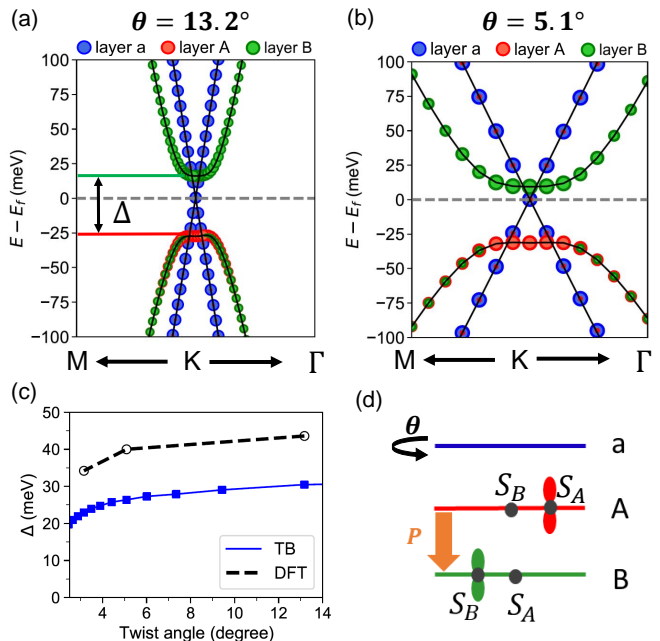 (a)
θ = 13.2°
layer a layer A layer B
100
75
50
25
0
−25
−50
−75
−100
E − E_f (meV)
Δ
M K Γ
(b)
θ = 5.1°
layer a layer A layer B
100
75
50
25
0
−25
−50
−75
−100
E − E_f (meV)
M K Γ
(c)
50
40
30
20
10
0
Δ (meV)
TB
DFT
4 6 8 10 12 14
Twist angle (degree)
(d)
θ
a
S_B S_A
A
P
B
S_B S_A